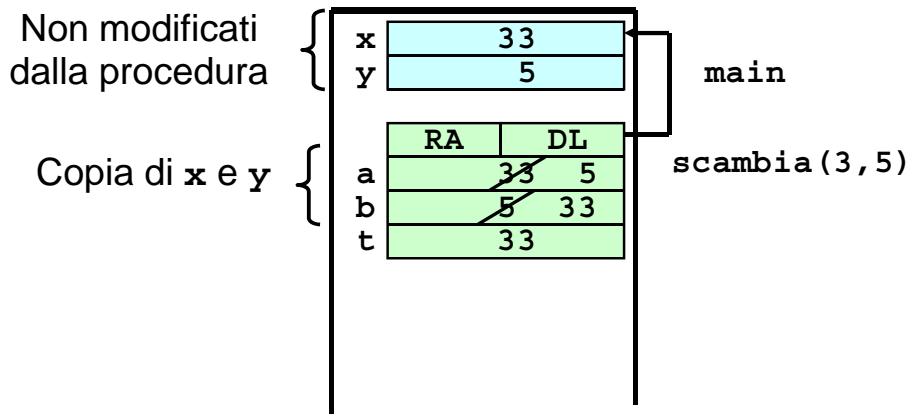 Non modificati
dalla procedura
x 33
y 5
main
RA DL
scambia(3,5)
Copia di x e y
a 33 5
b 5 33
t 33